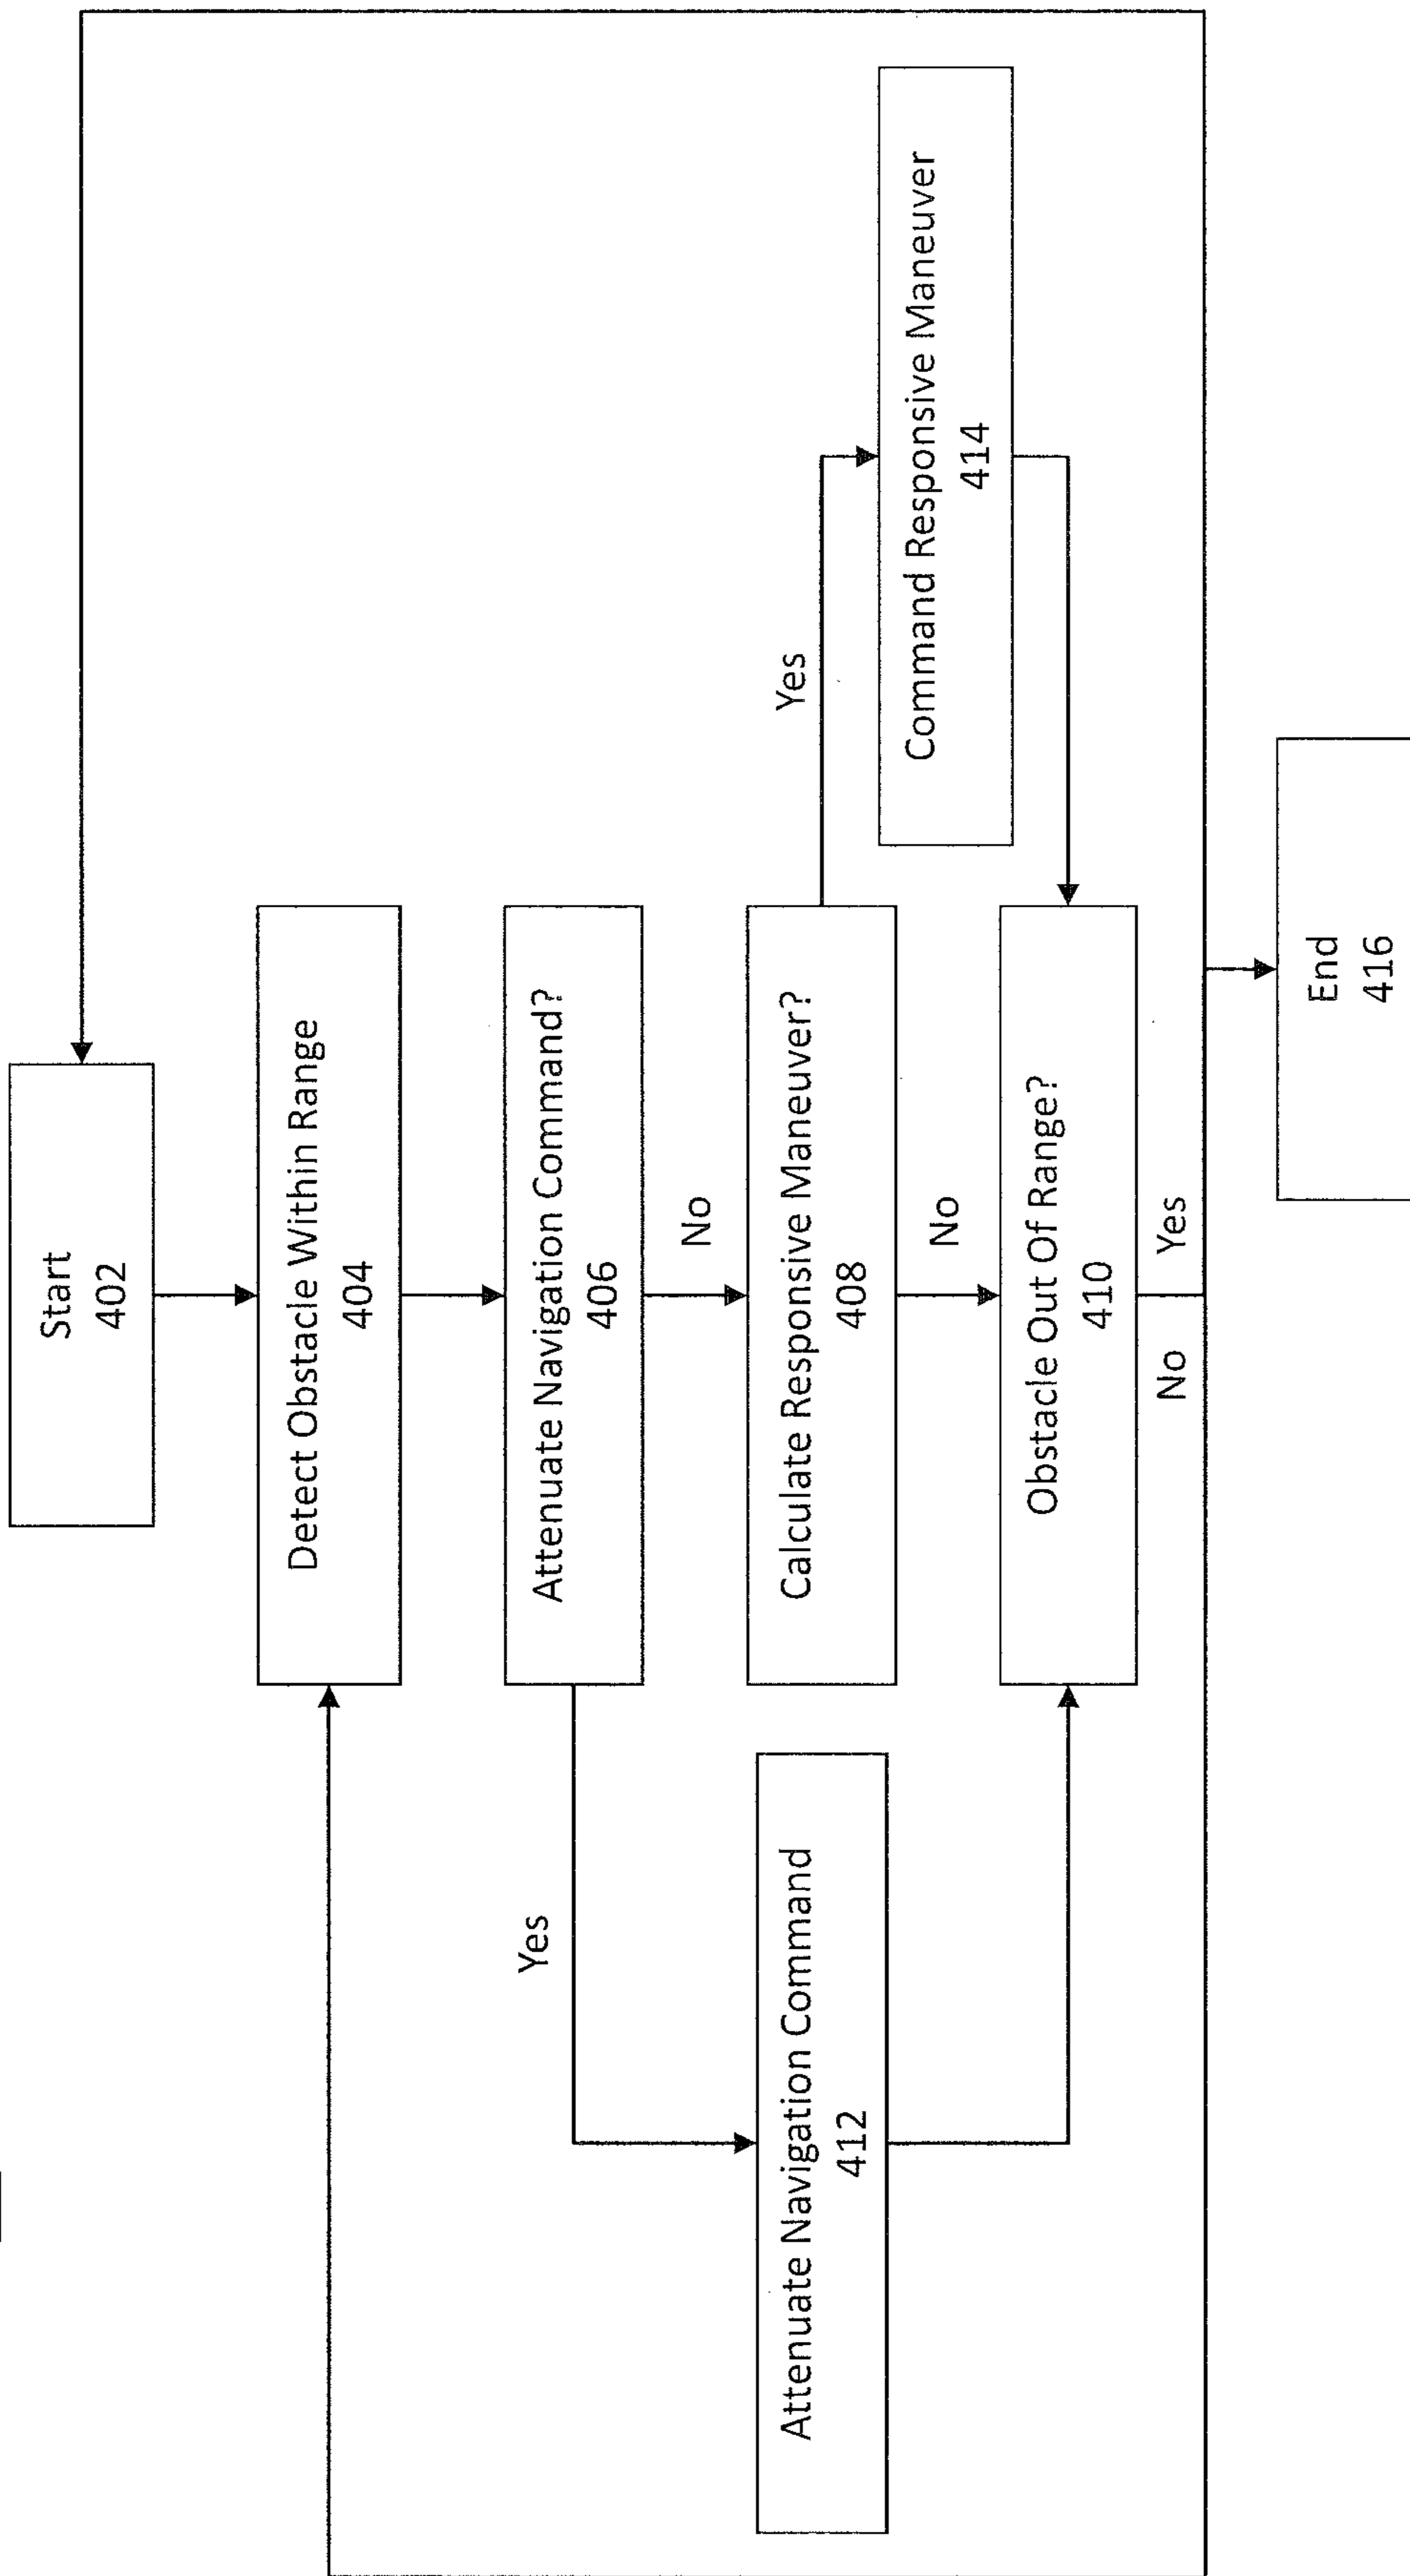 Start
402
Detect Obstacle Within Range
404
Attenuate Navigation Command?
406
Yes
No
Attenuate Navigation Command
412
Calculate Responsive Maneuver?
408
Yes
No
Command Responsive Maneuver
414
Obstacle Out Of Range?
410
No
Yes
End
416